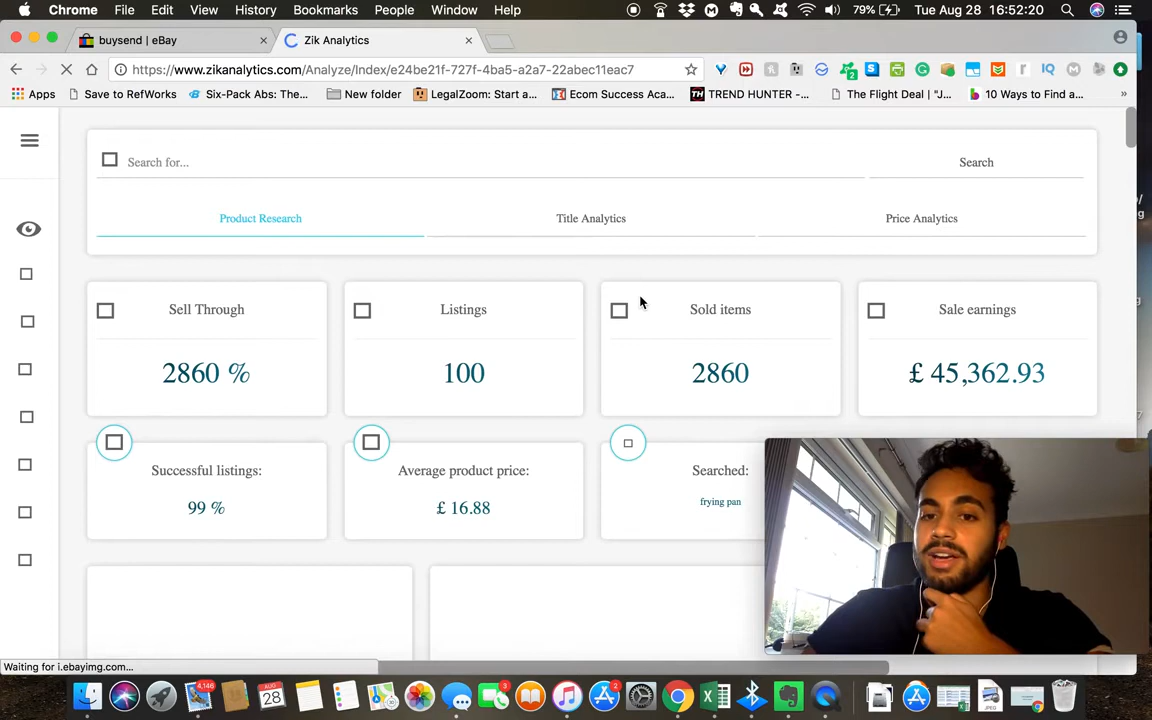 Chrome File Edit View History Bookmarks People Window Help 79% Tue Aug 28 16:52:20
buysend | eBay Zik Analytics
https://www.zikanalytics.com/Analyze/Index/e24be21f-727f-4ba5-a2a7-22abec11eac7
Apps Save to RefWorks Six-Pack Abs: The... New folder LegalZoom: Start a... Ecom Success Aca... TREND HUNTER -... The Flight Deal | "J... 10 Ways to Find a...
Search for... Search
Product Research Title Analytics Price Analytics
Sell Through Listings Sold items Sale earnings
2860 % 100 2860 £ 45,362.93
Successful listings: Average product price: Searched:
99 % £ 16.88 frying pan
Waiting for i.ebayimg.com...